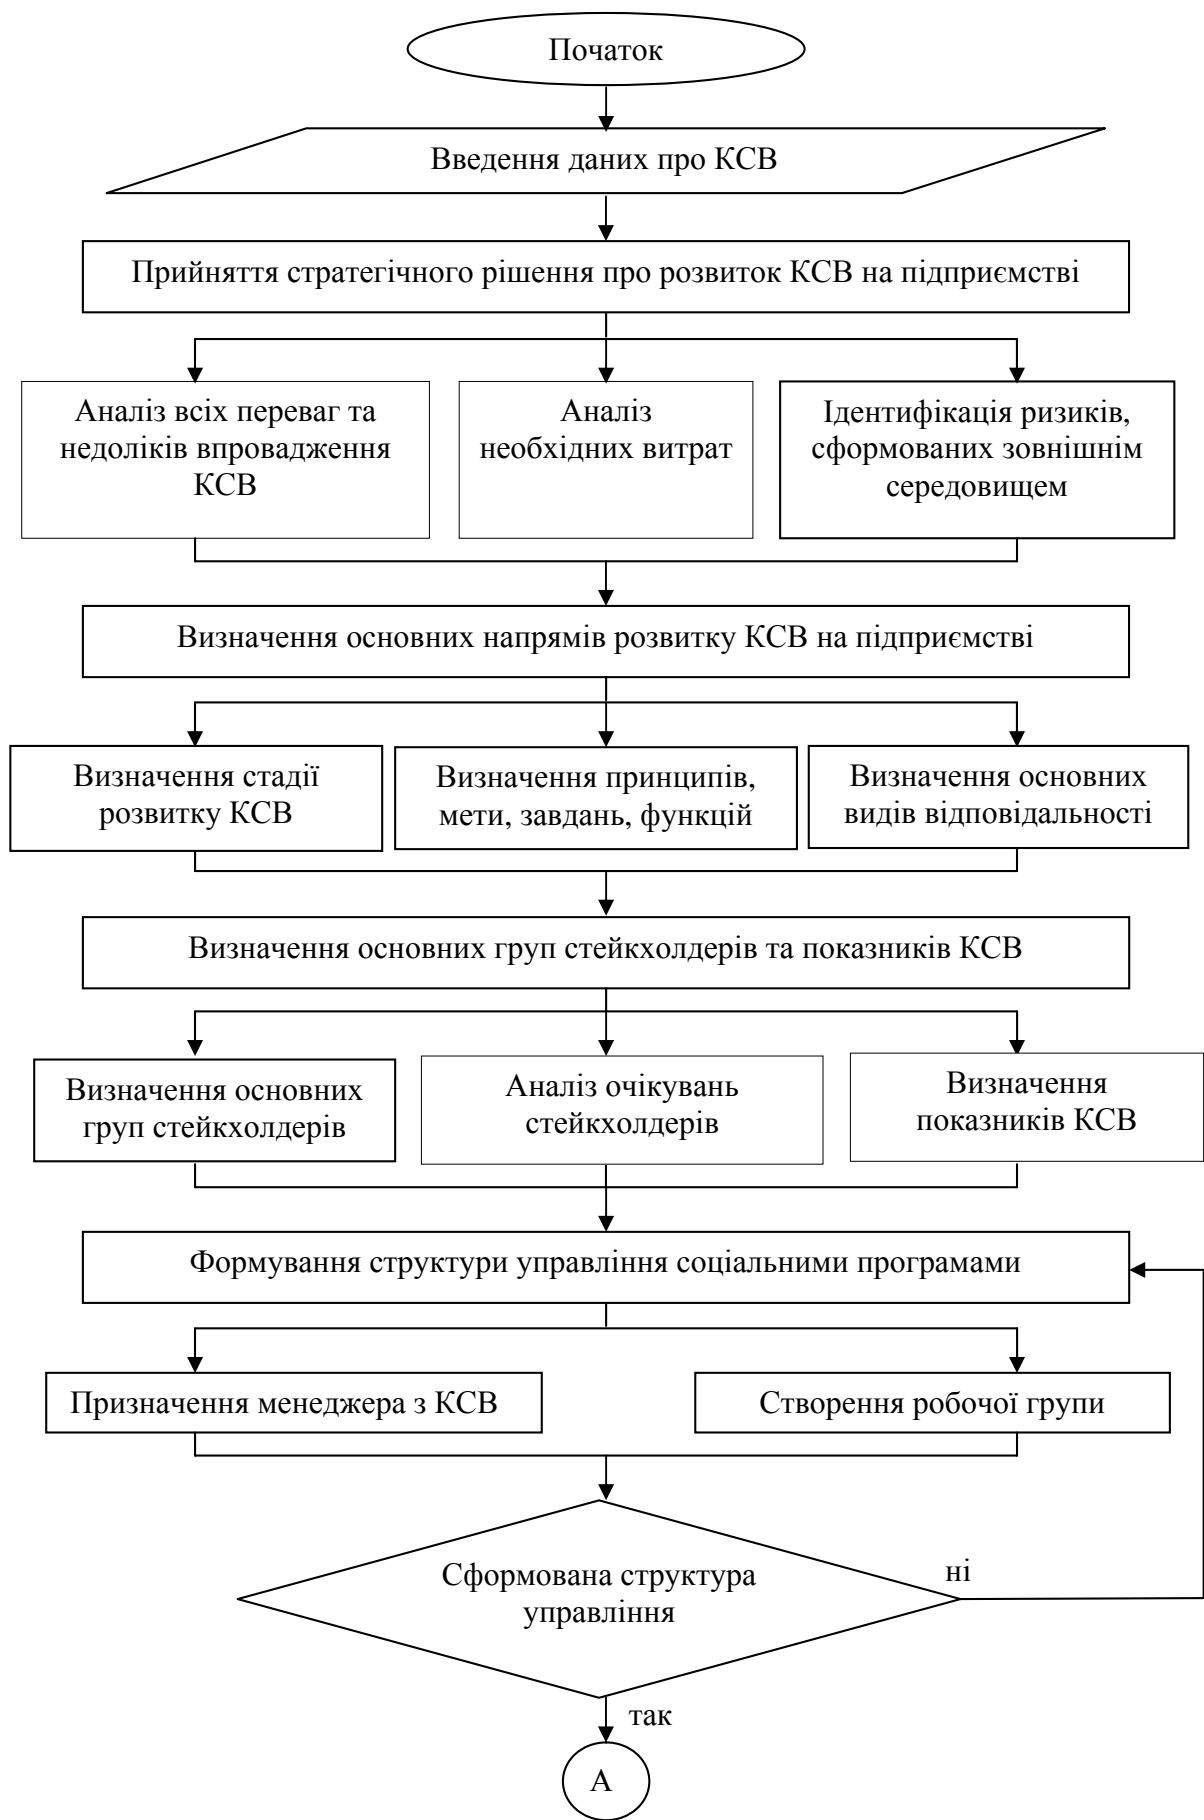 Початок
Введення даних про КСВ
Прийняття стратегічного рішення про розвиток КСВ на підприємстві
Аналіз всіх переваг та
недоліків впровадження
КСВ
Аналіз
необхідних витрат
Ідентифікація ризиків,
сформованих зовнішнім
середовищем
Визначення основних напрямів розвитку КСВ на підприємстві
Визначення стадії
розвитку КСВ
Визначення принципів,
мети, завдань, функцій
Визначення основних
видів відповідальності
Визначення основних груп стейкхолдерів та показників КСВ
Визначення основних
груп стейкхолдерів
Аналіз очікувань
стейкхолдерів
Визначення
показників КСВ
Формування структури управління соціальними програмами
Призначення менеджера з КСВ
Створення робочої групи
Сформована структура
управління
ні
так
А